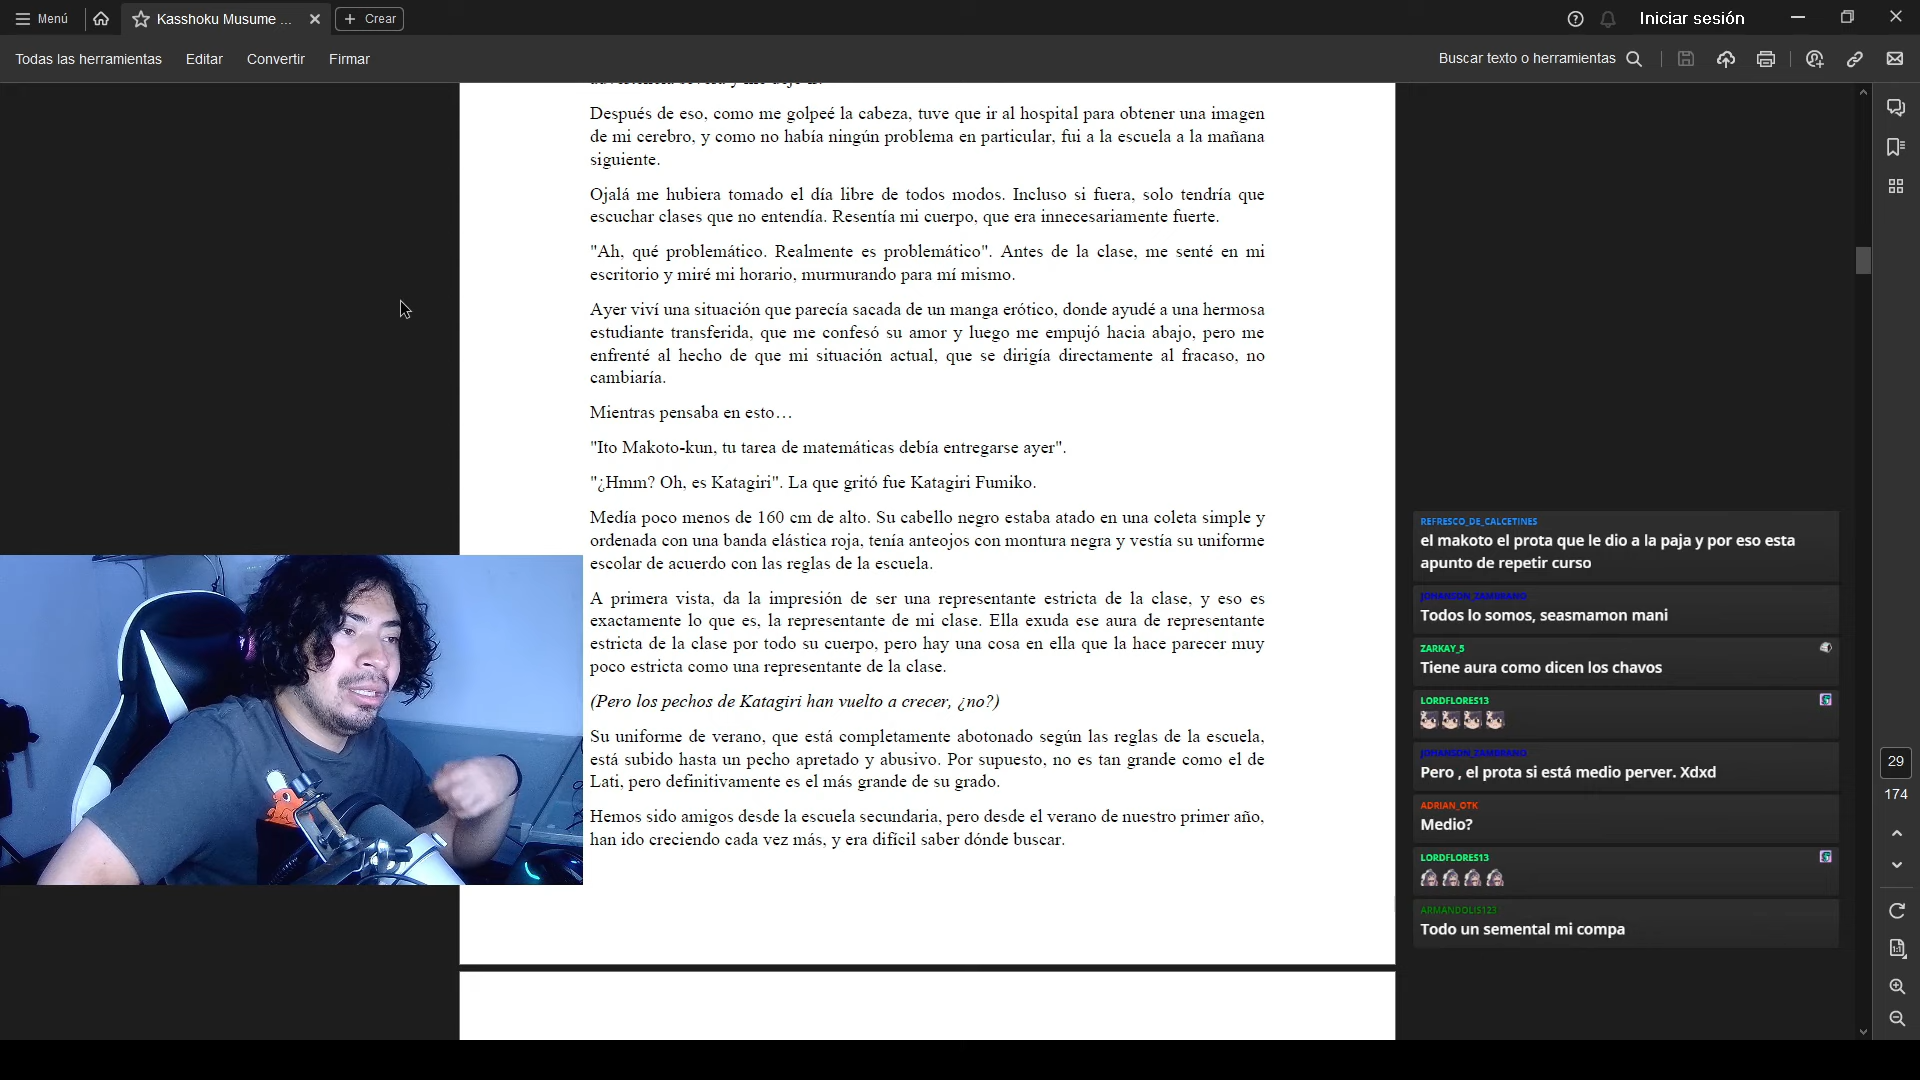 Menú
Kasshoku Musume ...
Crear
Iniciar sesión
Todas las herramientas
Editar
Convertir
Firmar
Buscar texto o herramientas
Después de eso, como me golpeé la cabeza, tuve que ir al hospital para obtener una imagen
de mi cerebro, y como no había ningún problema en particular, fui a la escuela a la mañana
siguiente.
Ojalá me hubiera tomado el día libre de todos modos. Incluso si fuera, solo tendría que
escuchar clases que no entendía. Resentía mi cuerpo, que era innecesariamente fuerte.
"Ah, qué problemático. Realmente es problemático". Antes de la clase, me senté en mi
escritorio y miré mi horario, murmurando para mí mismo.
Ayer viví una situación que parecía sacada de un manga erótico, donde ayudé a una hermosa
estudiante transferida, que me confesó su amor y luego me empujó hacia abajo, pero me
enfrenté al hecho de que mi situación actual, que se dirigía directamente al fracaso, no
cambiaría.
Mientras pensaba en esto…
"Ito Makoto-kun, tu tarea de matemáticas debía entregarse ayer".
"¿Hmm? Oh, es Katagiri". La que gritó fue Katagiri Fumiko.
Medía poco menos de 160 cm de alto. Su cabello negro estaba atado en una coleta simple y
ordenada con una banda elástica roja, tenía anteojos con montura negra y vestía su uniforme
escolar de acuerdo con las reglas de la escuela.
A primera vista, da la impresión de ser una representante estricta de la clase, y eso es
exactamente lo que es, la representante de mi clase. Ella exuda ese aura de representante
estricta de la clase por todo su cuerpo, pero hay una cosa en ella que la hace parecer muy
poco estricta como una representante de la clase.
(Pero los pechos de Katagiri han vuelto a crecer, ¿no?)
Su uniforme de verano, que está completamente abotonado según las reglas de la escuela,
está subido hasta un pecho apretado y abusivo. Por supuesto, no es tan grande como el de
Lati, pero definitivamente es el más grande de su grado.
Hemos sido amigos desde la escuela secundaria, pero desde el verano de nuestro primer año,
han ido creciendo cada vez más, y era difícil saber dónde buscar.
REFRESCO_DE_CALCETINES
el makoto el prota que le dio a la paja y por eso esta
apunto de repetir curso
JOHANSON_ZAMBRANO
Todos lo somos, seasmamon mani
ZARKAY_5
Tiene aura como dicen los chavos
LORDFLORES13
JOHANSON_ZAMBRANO
Pero , el prota si está medio perver. Xdxd
ADRIAN_OTK
Medio?
LORDFLORES13
ARMANDOLIS123
Todo un semental mi compa
29
174